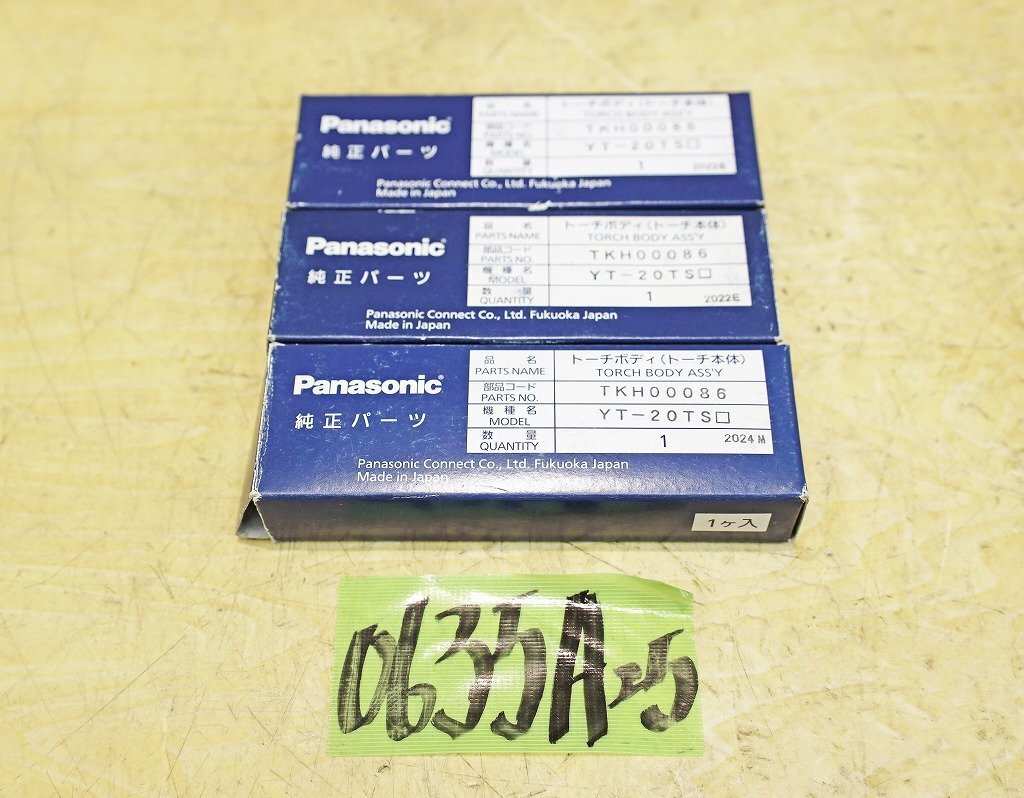 Panasonic
純正パーツ
Panasonic Connect Co., Ltd. Fukuoka Japan
Made in Japan
品 名 トーチボディ(トーチ本体)
PARTS NAME TORCH BODY ASS'Y
部品コード TKH00086
PARTS NO.
機種名 YT-20TS□
MODEL
数 量 1 2022E
QUANTITY
Panasonic
純正パーツ
Panasonic Connect Co., Ltd. Fukuoka Japan
Made in Japan
品 名 トーチボディ(トーチ本体)
PARTS NAME TORCH BODY ASS'Y
部品コード TKH00086
PARTS NO.
機種名 YT-20TS□
MODEL
数 量 1 2022E
QUANTITY
Panasonic
純正パーツ
Panasonic Connect Co., Ltd. Fukuoka Japan
Made in Japan
品 名 トーチボディ(トーチ本体)
PARTS NAME TORCH BODY ASS'Y
部品コード TKH00086
PARTS NO.
機種名 YT-20TS□
MODEL
数 量 1 2024M
QUANTITY
1ヶ入
0635A